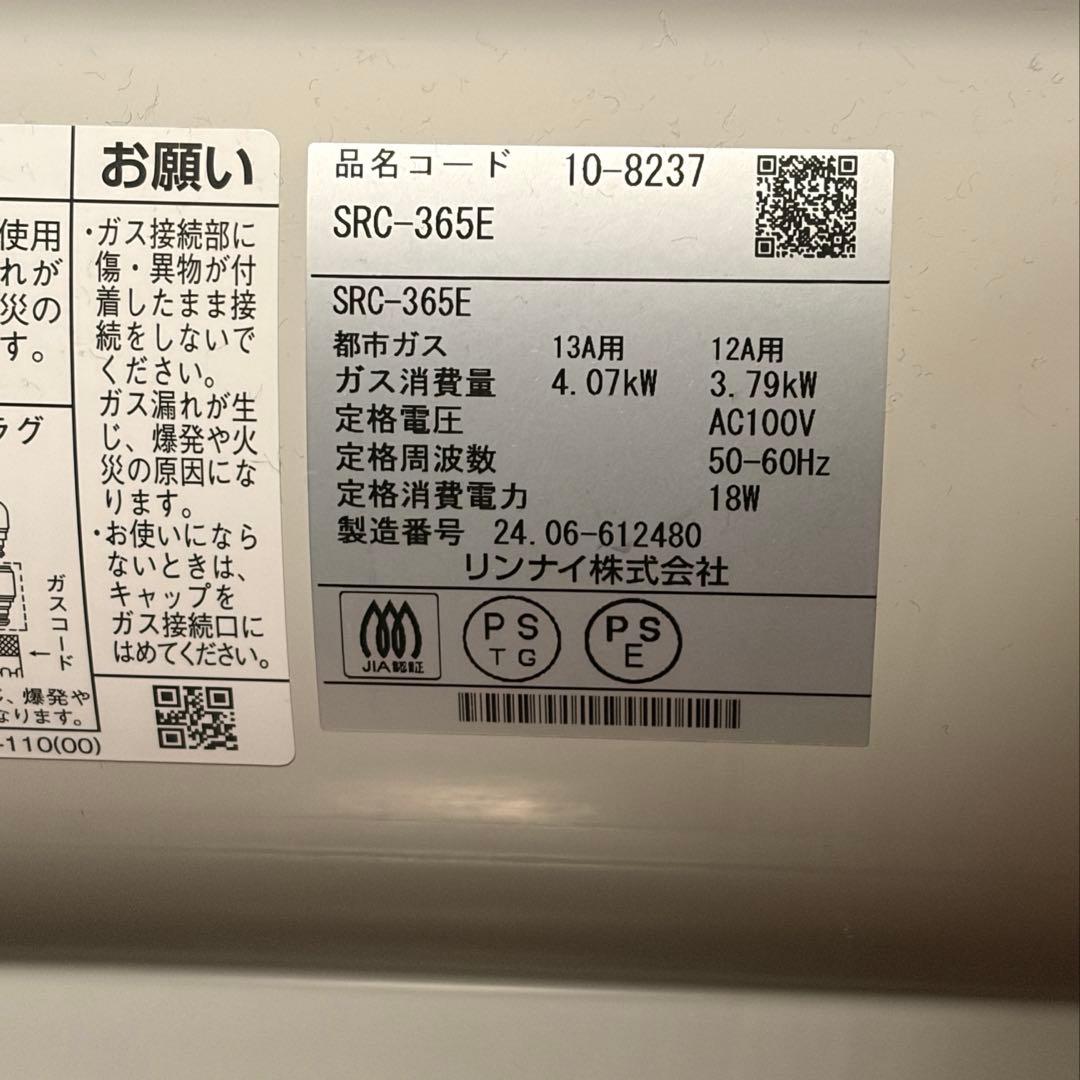 使用
れが
災の
す。
ラグ
ガスコード
、爆発や
なります。
-110(00)
お願い
・ガス接続部に
傷・異物が付
着したまま接
続をしないで
ください。
ガス漏れが生
じ、爆発や火
災の原因にな
ります。
・お使いになら
ないときは、
キャップを
ガス接続口に
はめてください。
品名コード 10-8237
SRC-365E
SRC-365E
都市ガス 13A用 12A用
ガス消費量 4.07kW 3.79kW
定格電圧 AC100V
定格周波数 50-60Hz
定格消費電力 18W
製造番号 24.06-612480
リンナイ株式会社
JIA認証
PS
TG
PS
E